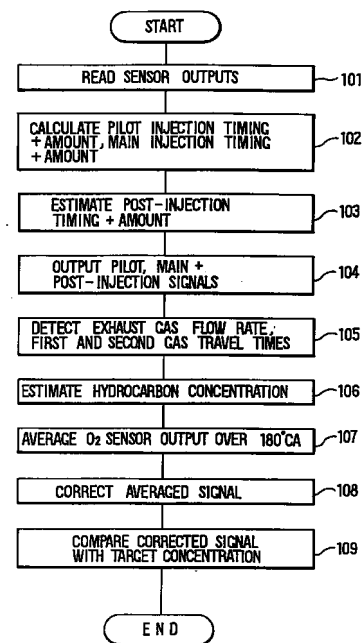 START
READ SENSOR OUTPUTS
101
CALCULATE PILOT INJECTION TIMING
+ AMOUNT, MAIN INJECTION TIMING
+ AMOUNT
102
ESTIMATE POST-INJECTION
TIMING + AMOUNT
103
OUTPUT PILOT, MAIN +
POST-INJECTION SIGNALS
104
DETECT EXHAUST GAS FLOW RATE,
FIRST AND SECOND GAS TRAVEL TIMES
105
ESTIMATE HYDROCARBON CONCENTRATION
106
AVERAGE O2 SENSOR OUTPUT OVER 180°CA
107
CORRECT AVERAGED SIGNAL
108
COMPARE CORRECTED SIGNAL
WITH TARGET CONCENTRATION
109
END